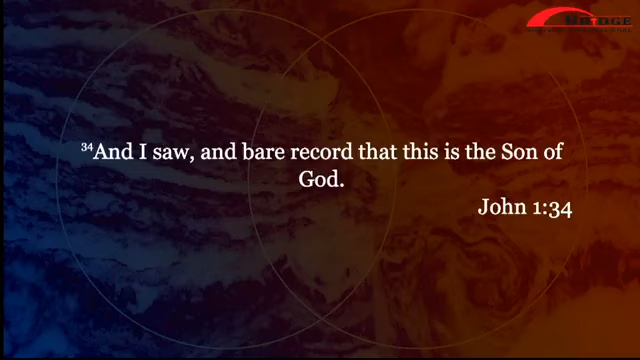 BRiDGE
³⁴And I saw, and bare record that this is the Son of
God.
John 1:34